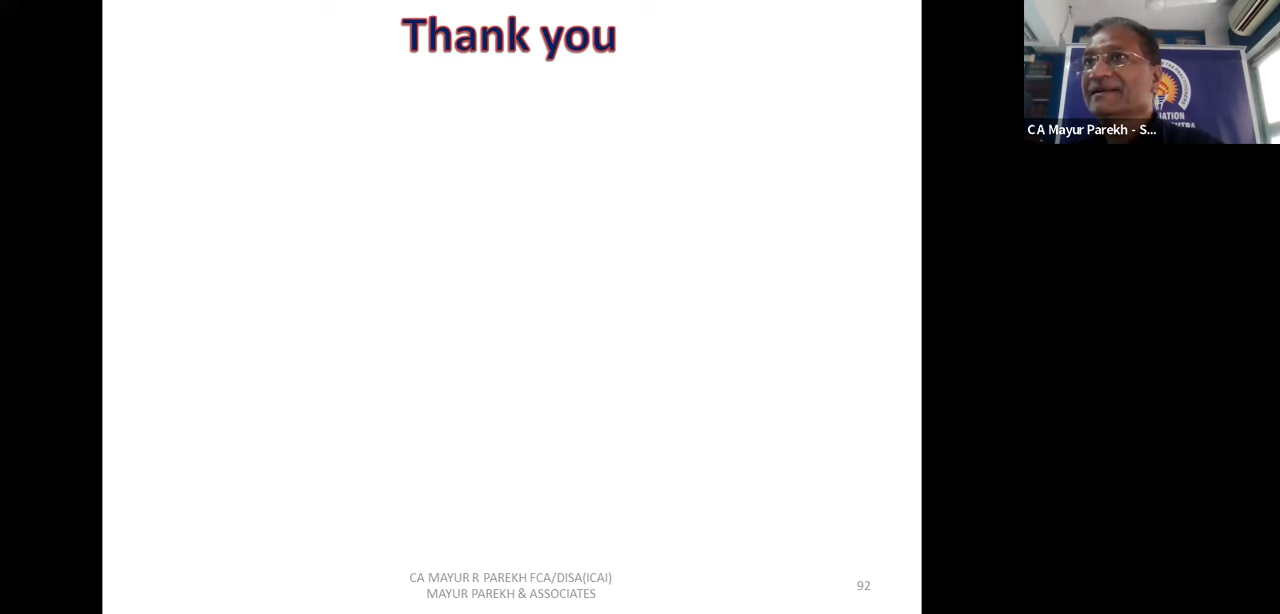 Thank you
CA Mayur Parekh - S...
CA MAYUR R PAREKH FCA/DISA(ICAI)
MAYUR PAREKH & ASSOCIATES
92